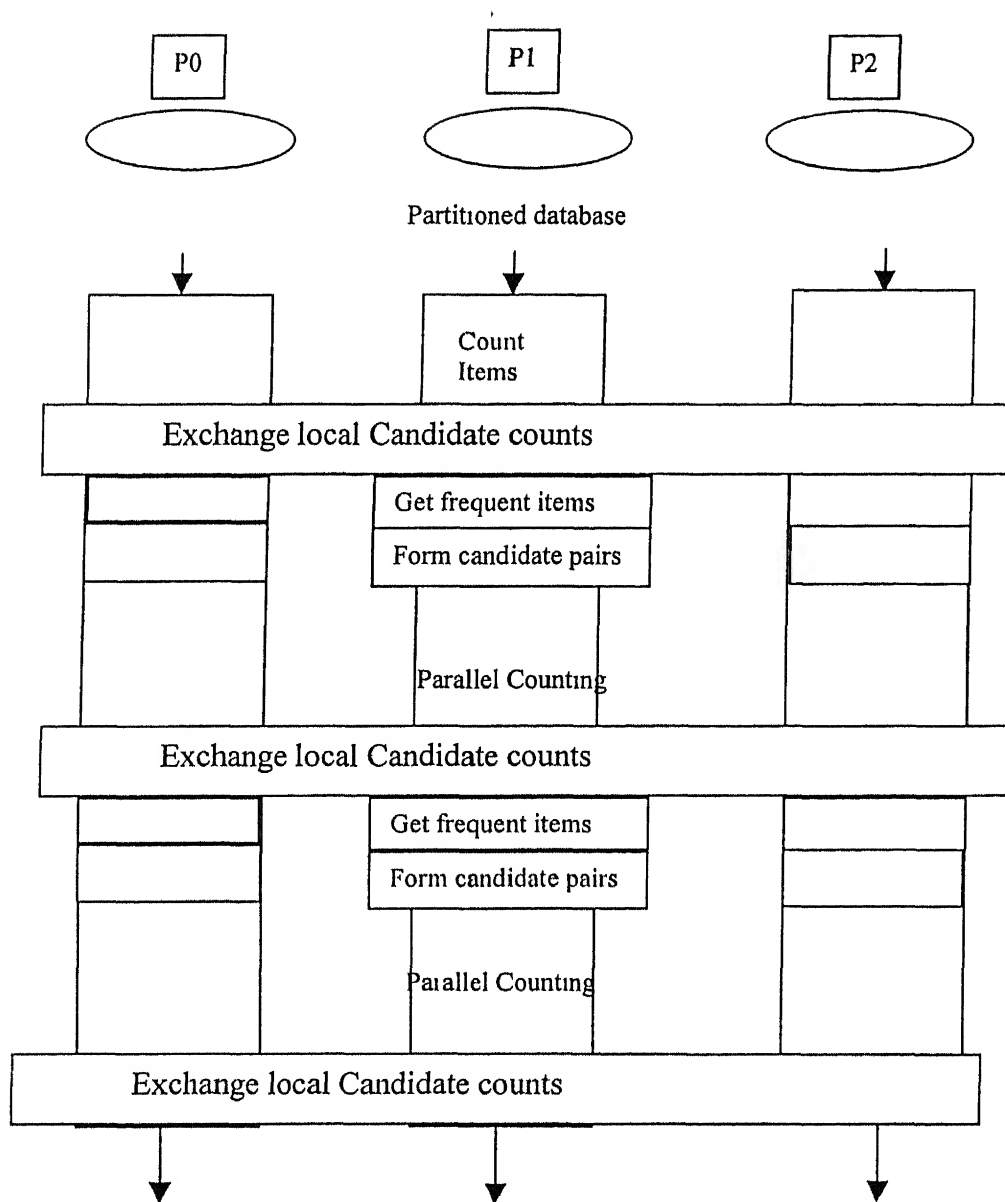 P0
P1
P2
Partitioned database
Count
Items
Exchange local Candidate counts
Get frequent items
Form candidate pairs
Parallel Counting
Exchange local Candidate counts
Get frequent items
Form candidate pairs
Parallel Counting
Exchange local Candidate counts